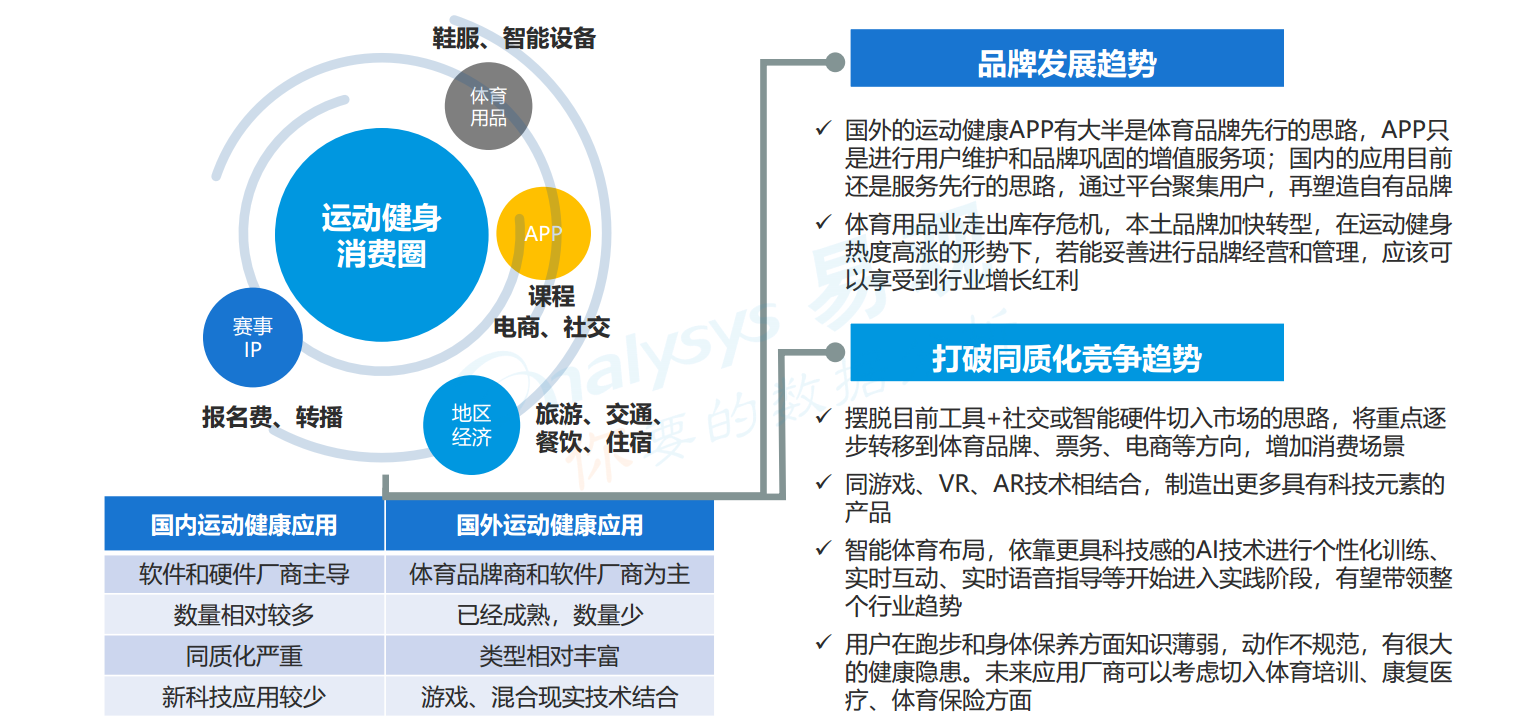 鞋服、智能设备
体育
用品
运动健身
消费圈
APP
课程
电商、社交
赛事
IP
报名费、转播
地区
经济
旅游、交通、
餐饮、住宿
国内运动健康应用 国外运动健康应用
软件和硬件厂商主导 体育品牌商和软件厂商为主
数量相对较多 已经成熟，数量少
同质化严重 类型相对丰富
新科技应用较少 游戏、混合现实技术结合
品牌发展趋势
✓ 国外的运动健康APP有大半是体育品牌先行的思路，APP只
是进行用户维护和品牌巩固的增值服务项；国内的应用目前
还是服务先行的思路，通过平台聚集用户，再塑造自有品牌
✓ 体育用品业走出库存危机，本土品牌加快转型，在运动健身
热度高涨的形势下，若能妥善进行品牌经营和管理，应该可
以享受到行业增长红利
打破同质化竞争趋势
✓ 摆脱目前工具+社交或智能硬件切入市场的思路，将重点逐
步转移到体育品牌、票务、电商等方向，增加消费场景
✓ 同游戏、VR、AR技术相结合，制造出更多具有科技元素的
产品
✓ 智能体育布局，依靠更具科技感的AI技术进行个性化训练、
实时互动、实时语音指导等开始进入实践阶段，有望带领整
个行业趋势
✓ 用户在跑步和身体保养方面知识薄弱，动作不规范，有很大
的健康隐患。未来应用厂商可以考虑切入体育培训、康复医
疗、体育保险方面
nalysys 易
你要的数据